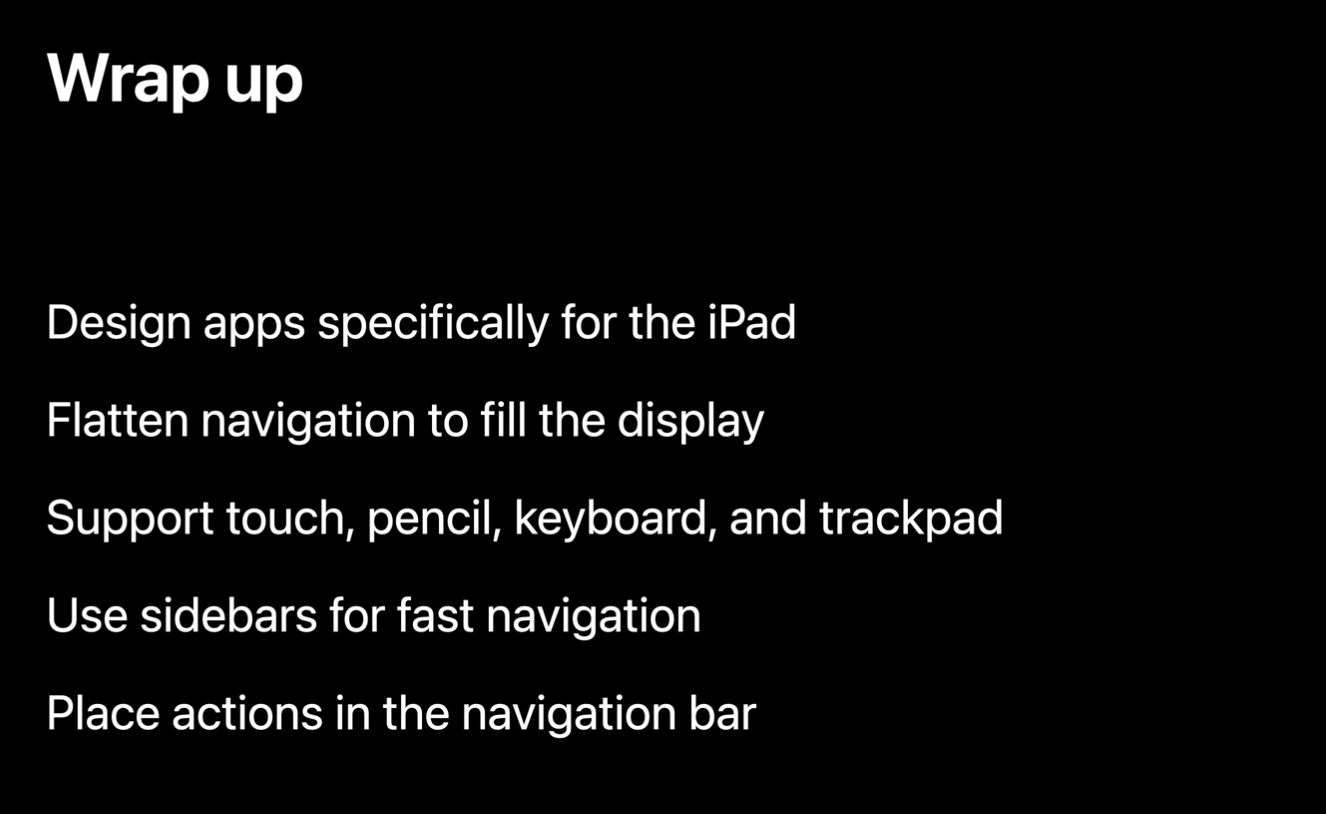 Wrap up
Design apps specifically for the iPad
Flatten navigation to fill the display
Support touch, pencil, keyboard, and trackpad
Use sidebars for fast navigation
Place actions in the navigation bar